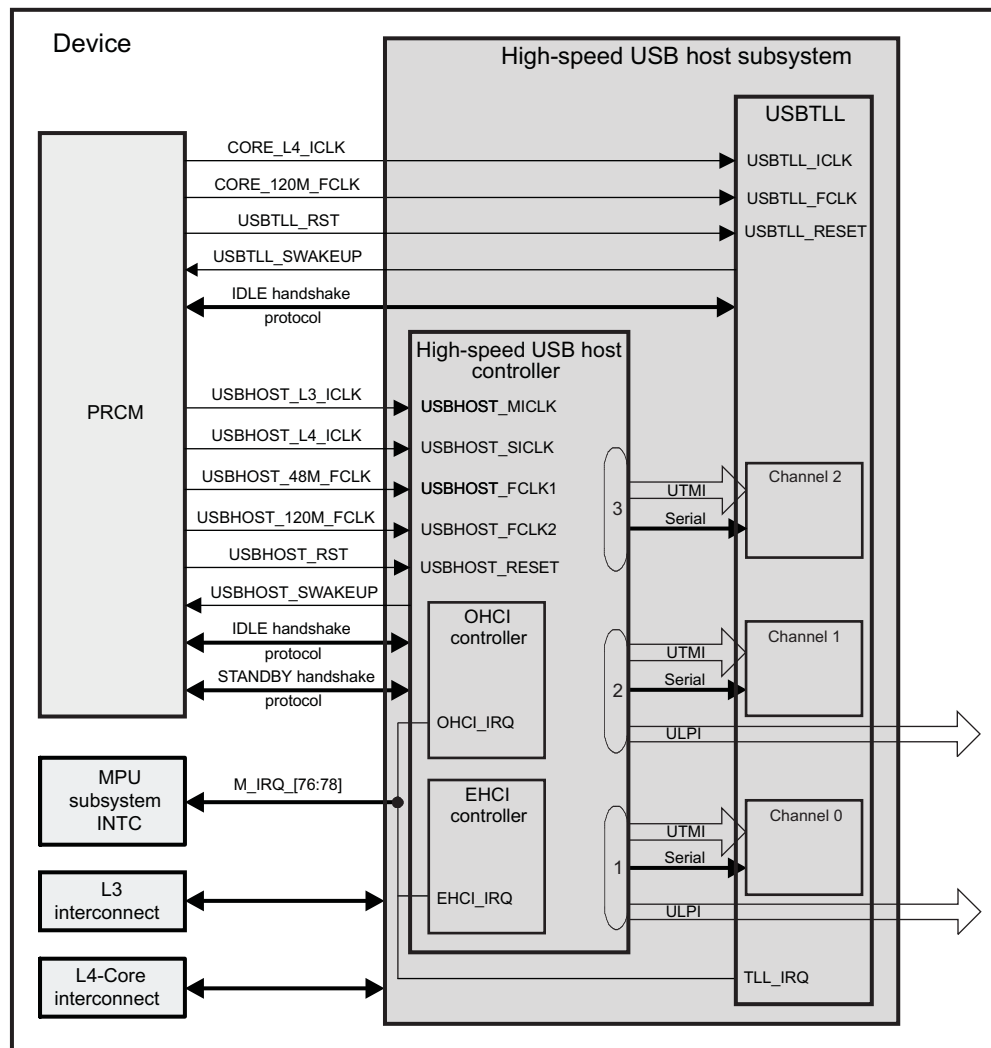 Device
High-speed USB host subsystem
USBTLL
CORE_L4_ICLK
USBTLL_ICLK
CORE_120M_FCLK
USBTLL_FCLK
USBTLL_RST
USBTLL_RESET
USBTLL_SWAKEUP
IDLE handshake
protocol
High-speed USB host
controller
PRCM
USBHOST_L3_ICLK
USBHOST_MICLK
USBHOST_L4_ICLK
USBHOST_SICLK
USBHOST_48M_FCLK
USBHOST_FCLK1
USBHOST_120M_FCLK
USBHOST_FCLK2
USBHOST_RST
USBHOST_RESET
USBHOST_SWAKEUP
IDLE handshake
protocol
STANDBY handshake
protocol
3
UTMI
Serial
Channel 2
OHCI
controller
OHCI_IRQ
2
UTMI
Serial
Channel 1
ULPI
MPU
subsystem
INTC
M_IRQ_[76:78]
EHCI
controller
EHCI_IRQ
1
UTMI
Serial
Channel 0
ULPI
L3
interconnect
L4-Core
interconnect
TLL_IRQ